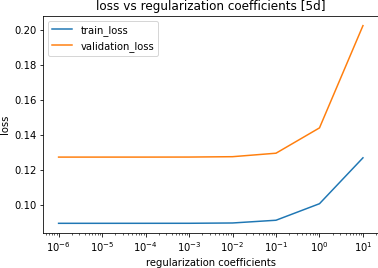 loss vs regularization coefficients [5d]
train_loss
validation_loss
0.20
0.18
0.16
0.14
0.12
0.10
loss
10⁻⁶ 10⁻⁵ 10⁻⁴ 10⁻³ 10⁻² 10⁻¹ 10⁰ 10¹
regularization coefficients